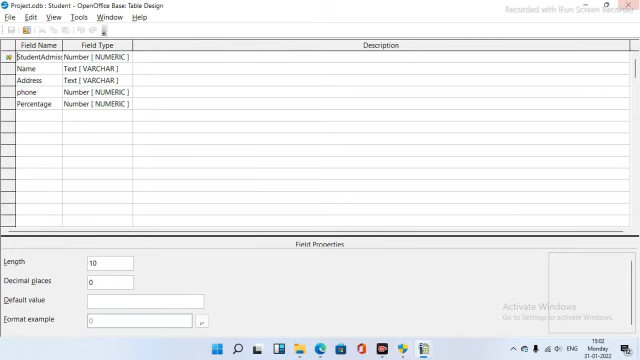 Project.odb : Student - OpenOffice Base: Table Design
Recorded with iFun Screen Recorder
File Edit View Tools Window Help
Field Name Field Type Description
StudentAdmiss Number [ NUMERIC ]
Name Text [ VARCHAR ]
Address Text [ VARCHAR ]
phone Number [ NUMERIC ]
Percentage Number [ NUMERIC ]
Field Properties
Length 10
Decimal places 0
Default value
Format example 0
...
Activate Windows
Go to Settings to activate Windows.
ENG
15:02
Monday
31-01-2022